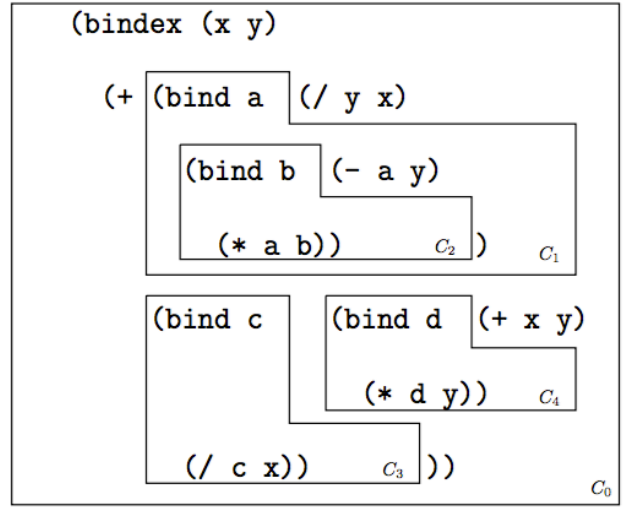 (bindex (x y)
(+ (bind a (/ y x)
(bind b (- a y)
(* a b)) C₂ ) C₁
(bind c (bind d (+ x y)
(* d y)) C₄
(/ c x)) C₃ ))
C₀